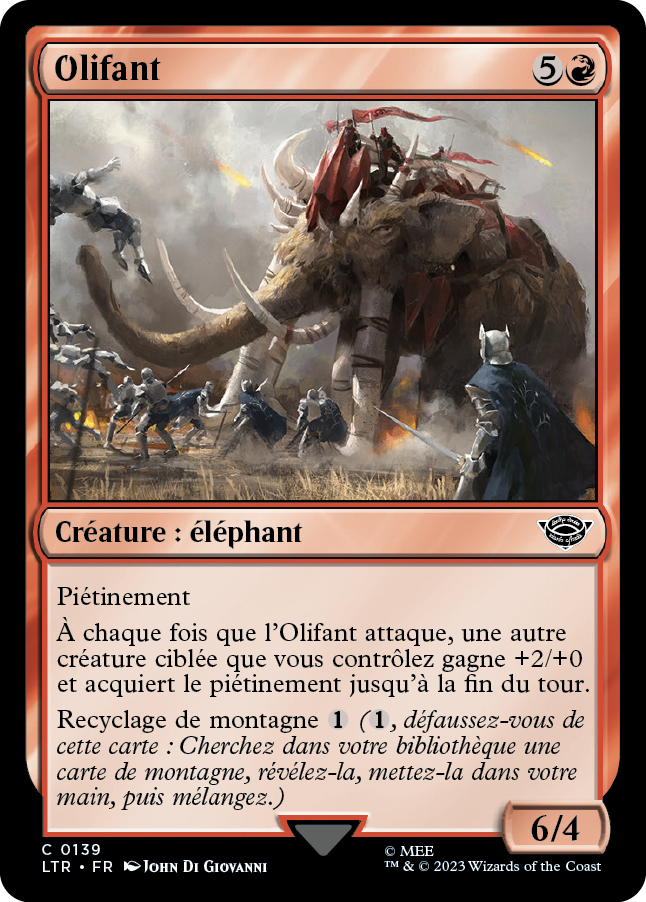 Olifant 5
Créature : éléphant
Piétinement
À chaque fois que l'Olifant attaque, une autre
créature ciblée que vous contrôlez gagne +2/+0
et acquiert le piétinement jusqu'à la fin du tour.
Recyclage de montagne 1 (1, défaussez-vous de
cette carte : Cherchez dans votre bibliothèque une
carte de montagne, révélez-la, mettez-la dans votre
main, puis mélangez.)
6/4
C 0139
LTR • FR John Di Giovanni
© MEE
™ & © 2023 Wizards of the Coast